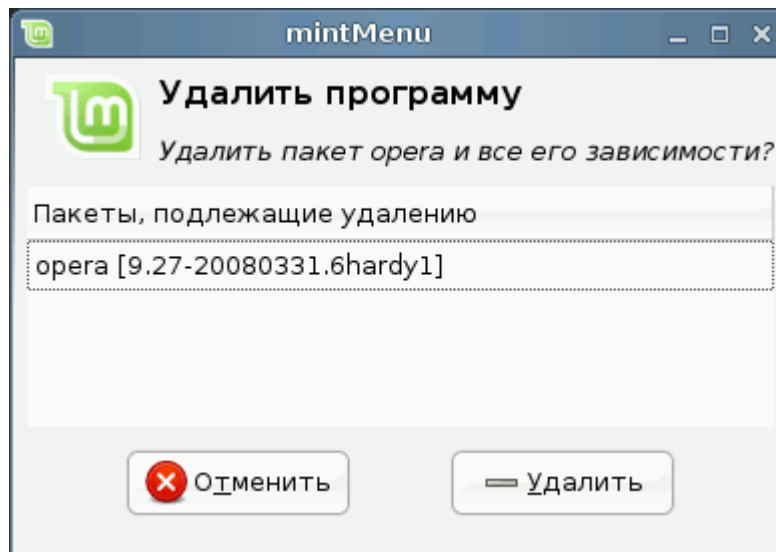 mintMenu
Удалить программу
Удалить пакет opera и все его зависимости?
Пакеты, подлежащие удалению
opera [9.27-20080331.6hardy1]
Отменить
Удалить